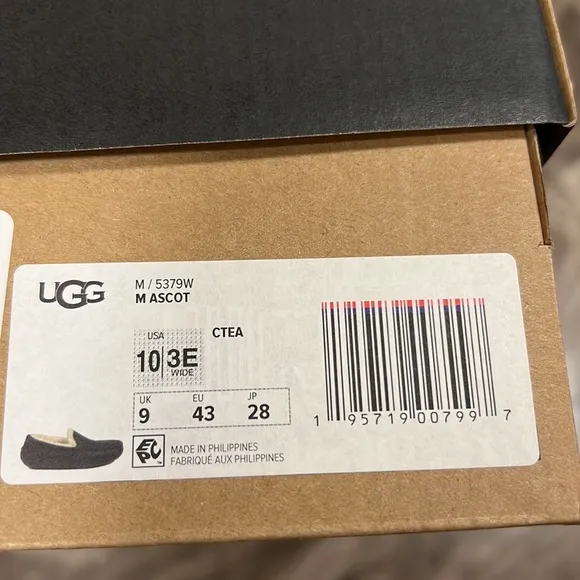 UGG
M / 5379W
M ASCOT
USA
10 3E
WIDE
CTEA
UK EU JP
9 43 28
MADE IN PHILIPPINES
FABRIQUÉ AUX PHILIPPINES
1 95719 00799 7